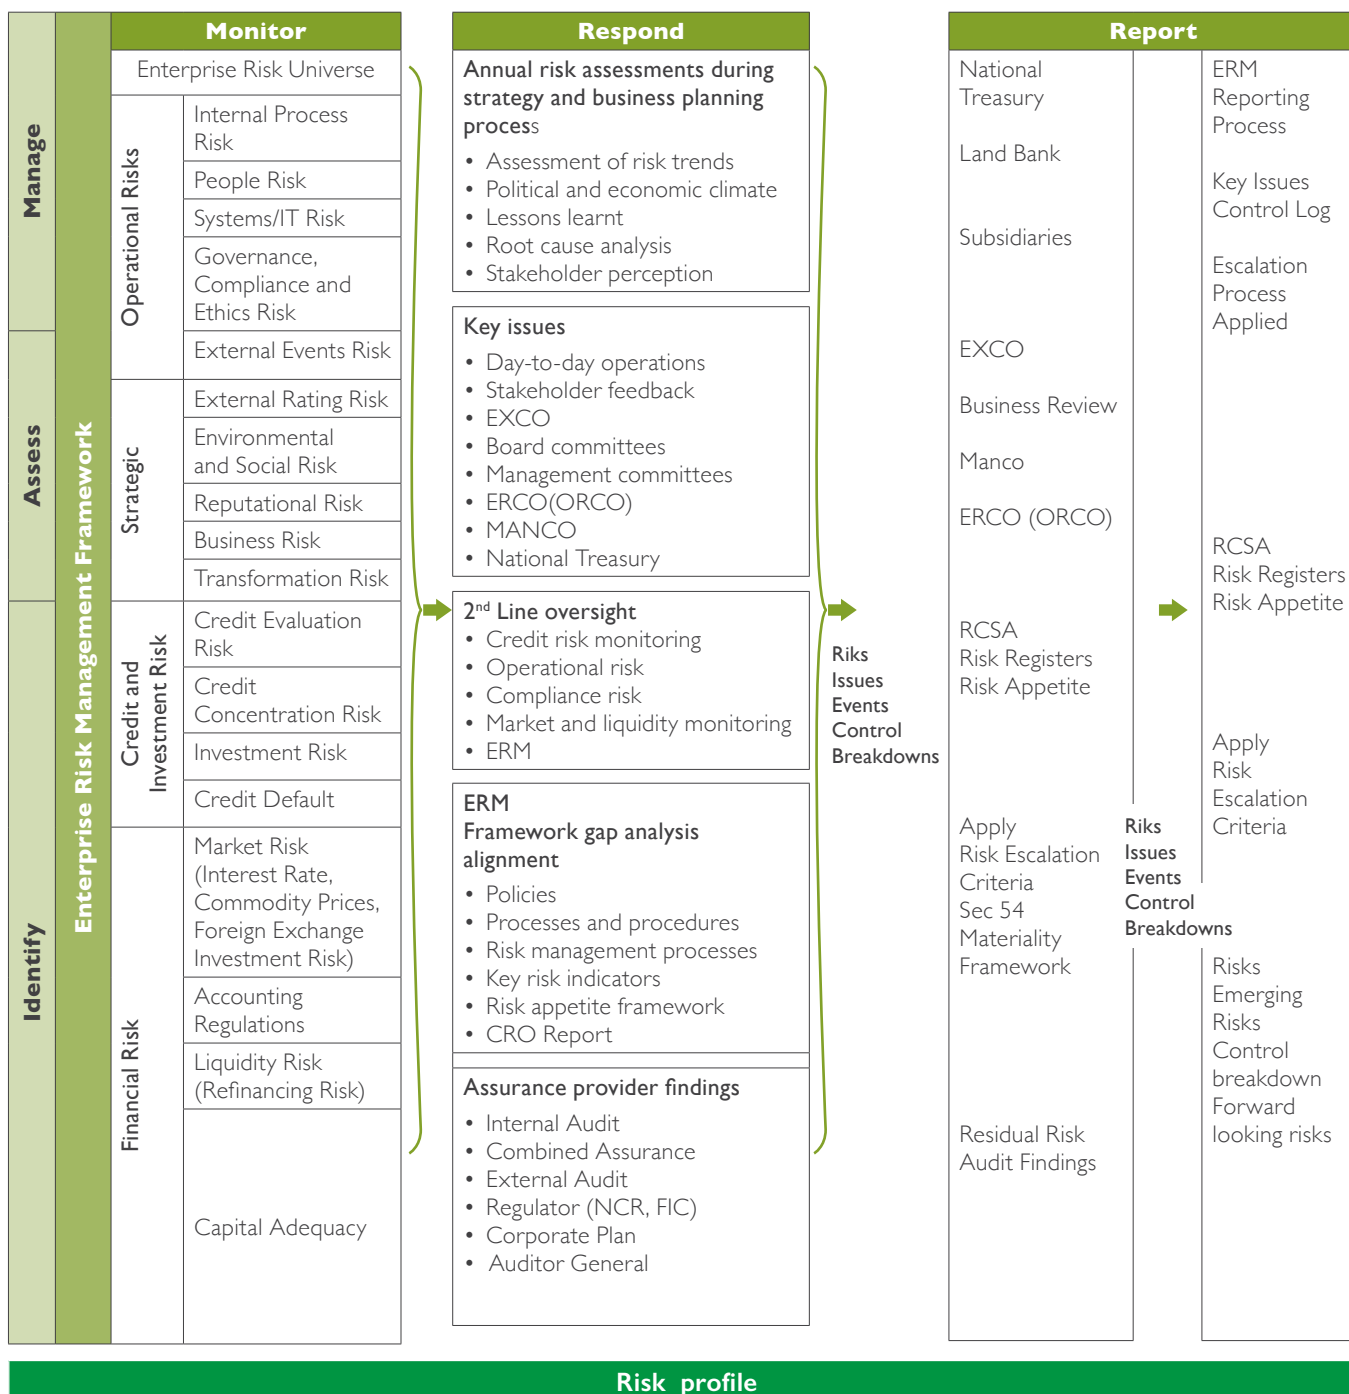 Manage
Assess
Identify
Enterprise Risk Management Framework
Monitor
Enterprise Risk Universe
Operational Risks
Internal Process
Risk
People Risk
Systems/IT Risk
Governance,
Compliance and
Ethics Risk
External Events Risk
Strategic
External Rating Risk
Environmental
and Social Risk
Reputational Risk
Business Risk
Transformation Risk
Credit and
Investment Risk
Credit Evaluation
Risk
Credit
Concentration Risk
Investment Risk
Credit Default
Financial Risk
Market Risk
(Interest Rate,
Commodity Prices,
Foreign Exchange
Investment Risk)
Accounting
Regulations
Liquidity Risk
(Refinancing Risk)
Capital Adequacy
Respond
Annual risk assessments during
strategy and business planning
process
• Assessment of risk trends
• Political and economic climate
• Lessons learnt
• Root cause analysis
• Stakeholder perception
Key issues
• Day-to-day operations
• Stakeholder feedback
• EXCO
• Board committees
• Management committees
• ERCO(ORCO)
• MANCO
• National Treasury
2nd Line oversight
• Credit risk monitoring
• Operational risk
• Compliance risk
• Market and liquidity monitoring
• ERM
ERM
Framework gap analysis
alignment
• Policies
• Processes and procedures
• Risk management processes
• Key risk indicators
• Risk appetite framework
• CRO Report
Assurance provider findings
• Internal Audit
• Combined Assurance
• External Audit
• Regulator (NCR, FIC)
• Corporate Plan
• Auditor General
Riks
Issues
Events
Control
Breakdowns
Report
National
Treasury
Land Bank
Subsidiaries
EXCO
Business Review
Manco
ERCO (ORCO)
RCSA
Risk Registers
Risk Appetite
Apply
Risk Escalation
Criteria
Sec 54
Materiality
Framework
Residual Risk
Audit Findings
Riks
Issues
Events
Control
Breakdowns
ERM
Reporting
Process
Key Issues
Control Log
Escalation
Process
Applied
RCSA
Risk Registers
Risk Appetite
Apply
Risk
Escalation
Criteria
Risks
Emerging
Risks
Control
breakdown
Forward
looking risks
Risk profile